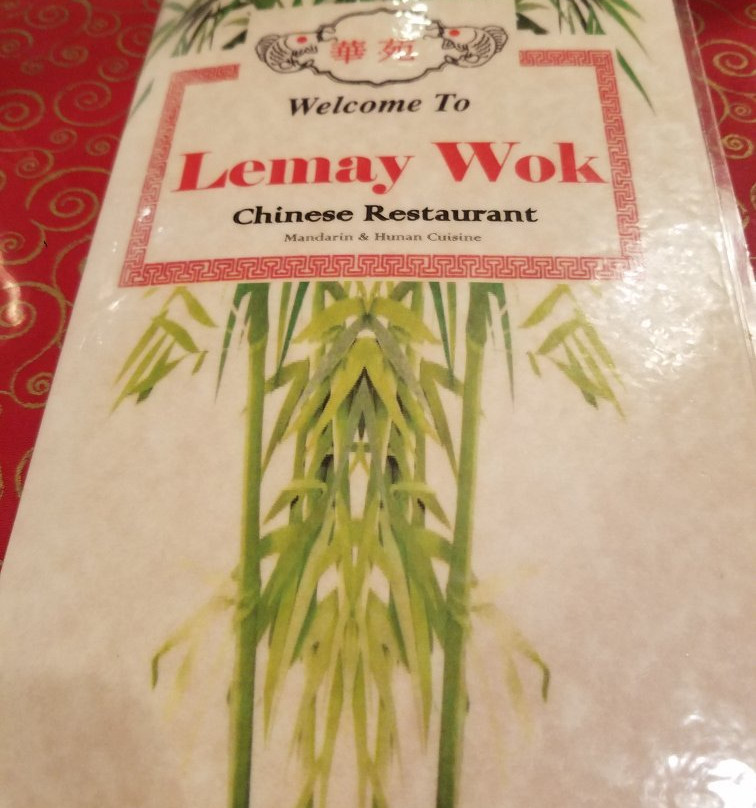 華苑
Welcome To
Lemay Wok
Chinese Restaurant
Mandarin & Hunan Cuisine